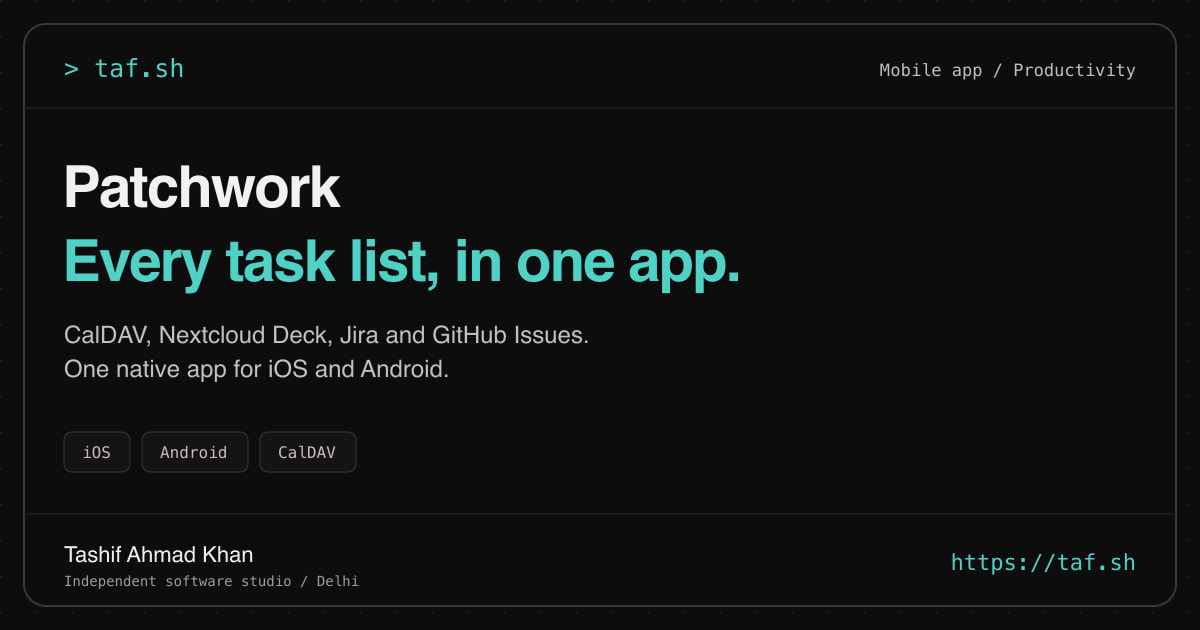 > taf.sh
Mobile app / Productivity
Patchwork
Every task list, in one app.
CalDAV, Nextcloud Deck, Jira and GitHub Issues.
One native app for iOS and Android.
iOS
Android
CalDAV
Tashif Ahmad Khan
Independent software studio / Delhi
https://taf.sh